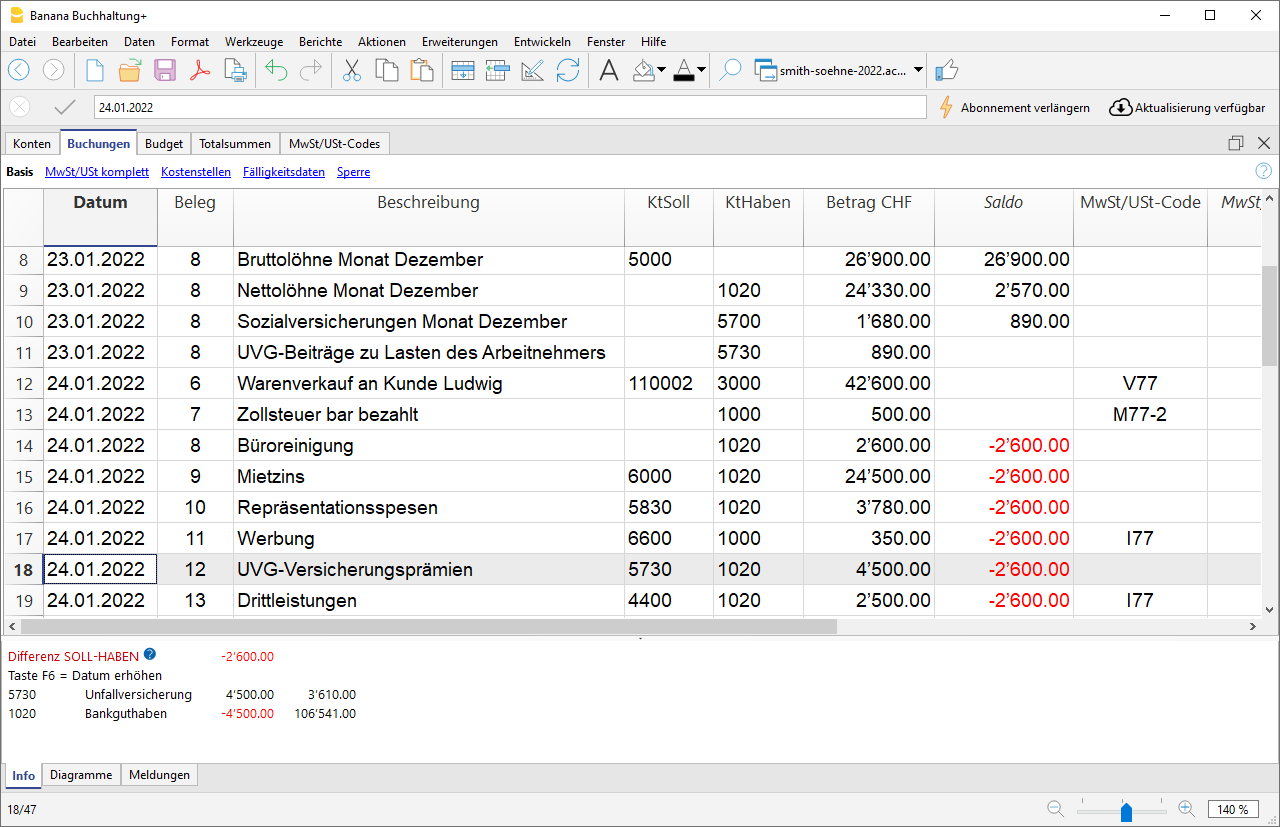 Banana Buchhaltung+
Datei Bearbeiten Daten Format Werkzeuge Berichte Aktionen Erweiterungen Entwickeln Fenster Hilfe
smith-soehne-2022.ac...
24.01.2022 Abonnement verlängern Aktualisierung verfügbar
Konten Buchungen Budget Totalsummen MwSt/USt-Codes
Basis MwSt/USt komplett Kostenstellen Fälligkeitsdaten Sperre
Datum Beleg Beschreibung KtSoll KtHaben Betrag CHF Saldo MwSt/USt-Code MwSt/
8 23.01.2022 8 Bruttolöhne Monat Dezember 5000 26’900.00 26’900.00
9 23.01.2022 8 Nettolöhne Monat Dezember 1020 24’330.00 2’570.00
10 23.01.2022 8 Sozialversicherungen Monat Dezember 5700 1’680.00 890.00
11 23.01.2022 8 UVG-Beiträge zu Lasten des Arbeitnehmers 5730 890.00
12 24.01.2022 6 Warenverkauf an Kunde Ludwig 110002 3000 42’600.00 V77
13 24.01.2022 7 Zollsteuer bar bezahlt 1000 500.00 M77-2
14 24.01.2022 8 Büroreinigung 1020 2’600.00 -2’600.00
15 24.01.2022 9 Mietzins 6000 1020 24’500.00 -2’600.00
16 24.01.2022 10 Repräsentationsspesen 5830 1020 3’780.00 -2’600.00
17 24.01.2022 11 Werbung 6600 1000 350.00 -2’600.00 I77
18 24.01.2022 12 UVG-Versicherungsprämien 5730 1020 4’500.00 -2’600.00
19 24.01.2022 13 Drittleistungen 4400 1020 2’500.00 -2’600.00 I77
Differenz SOLL-HABEN -2’600.00
Taste F6 = Datum erhöhen
5730 Unfallversicherung 4’500.00 3’610.00
1020 Bankguthaben -4’500.00 106’541.00
Info Diagramme Meldungen
18/47 140 %